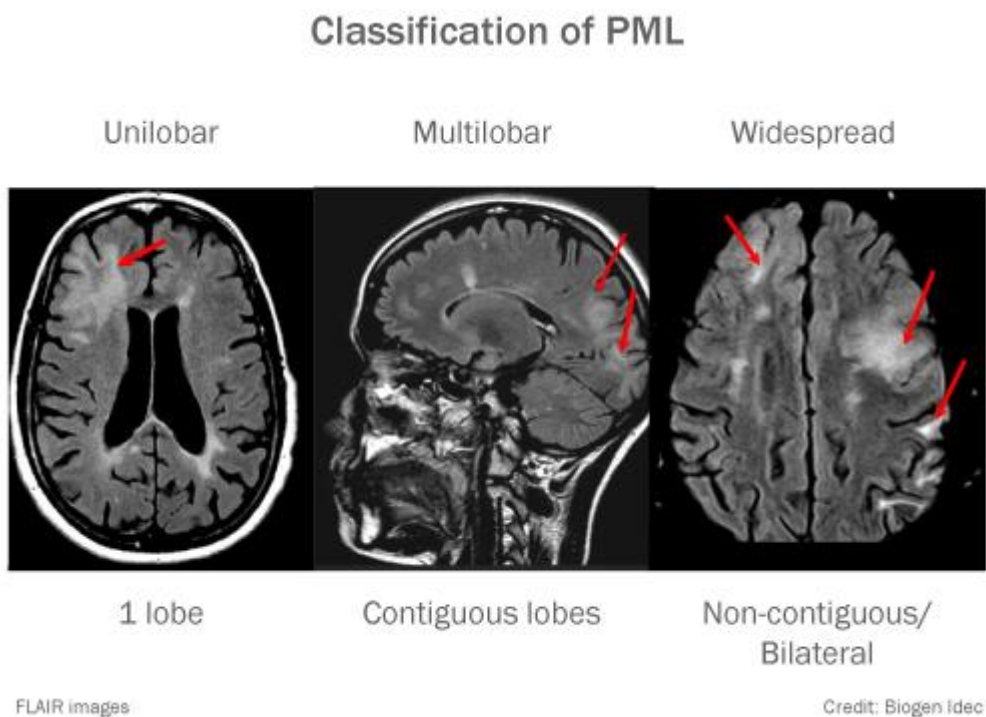 Classification of PML
Unilobar
Multilobar
Widespread
1 lobe
Contiguous lobes
Non-contiguous/
Bilateral
FLAIR images
Credit: Biogen Idec